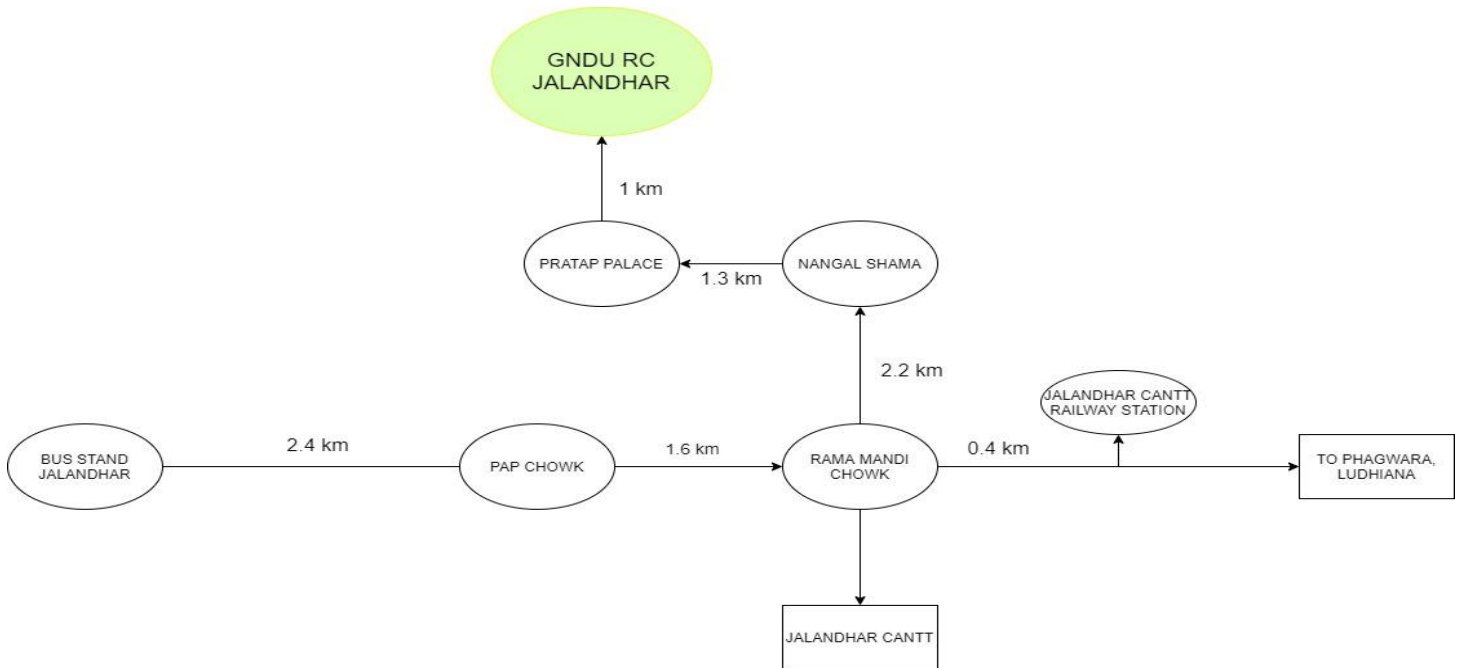 GNDU RC
JALANDHAR
1 km
PRATAP PALACE
1.3 km
NANGAL SHAMA
2.2 km
JALANDHAR CANTT
RAILWAY STATION
BUS STAND
JALANDHAR
2.4 km
PAP CHOWK
1.6 km
RAMA MANDI
CHOWK
0.4 km
TO PHAGWARA,
LUDHIANA
JALANDHAR CANTT